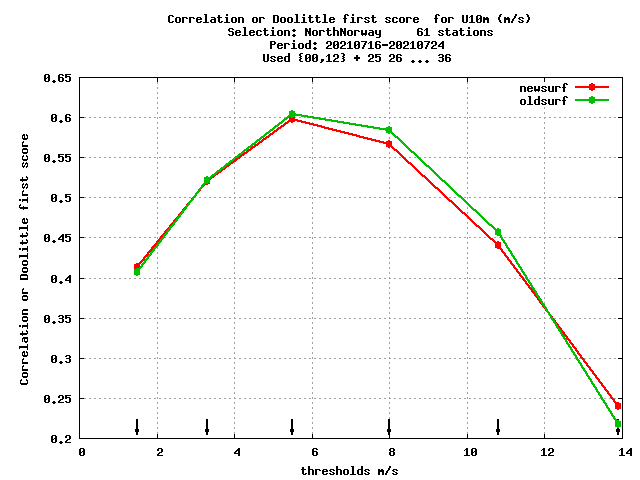 Correlation or Doolittle first score  for U10m (m/s)
Selection: NorthNorway     61 stations
Period: 20210716-20210724
Used {00,12} + 25 26 ... 36
newsurf
oldsurf
Correlation or Doolittle first score
0.65
0.6
0.55
0.5
0.45
0.4
0.35
0.3
0.25
0.2
0 2 4 6 8 10 12 14
thresholds m/s